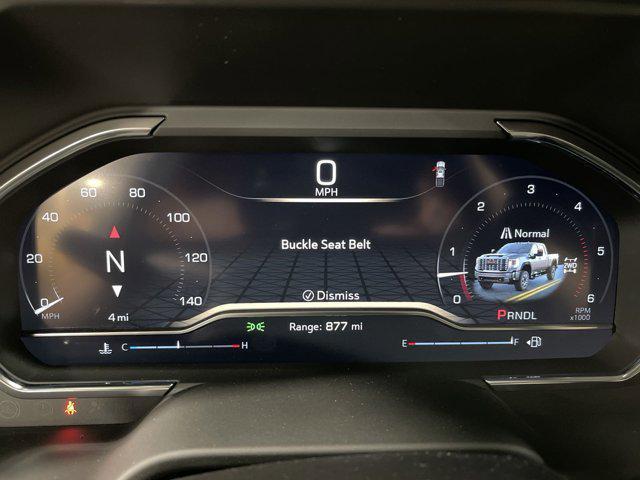 0
MPH
Buckle Seat Belt
Dismiss
Range: 877 mi
0
20
40
60
80
100
120
140
MPH
N
4 mi
Normal
2WD
0
1
2
3
4
5
6
PRNDL
RPM
x1000
C H
E F